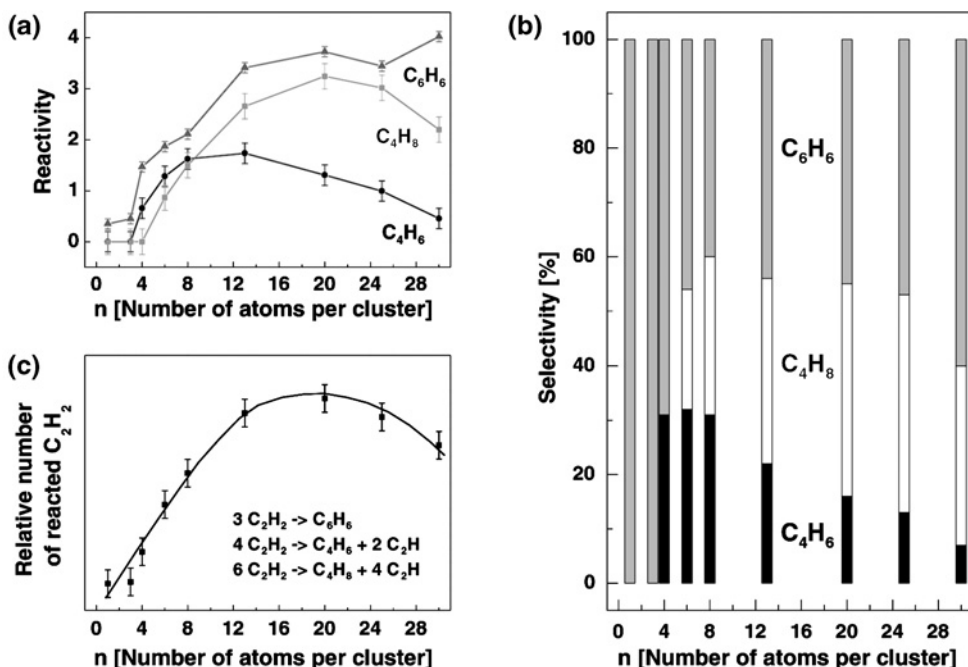 (a)
4
3
2
1
0
Reactivity
C₆H₆
C₄H₈
C₄H₆
0 4 8 12 16 20 24 28
n [Number of atoms per cluster]
(b)
100
80
60
40
20
0
Selectivity [%]
C₆H₆
C₄H₈
C₄H₆
0 4 8 12 16 20 24 28
n [Number of atoms per cluster]
(c)
Relative number
of reacted C₂H₂
3 C₂H₂ -> C₆H₆
4 C₂H₂ -> C₄H₆ + 2 C₂H
6 C₂H₂ -> C₄H₈ + 4 C₂H
0 4 8 12 16 20 24 28
n [Number of atoms per cluster]